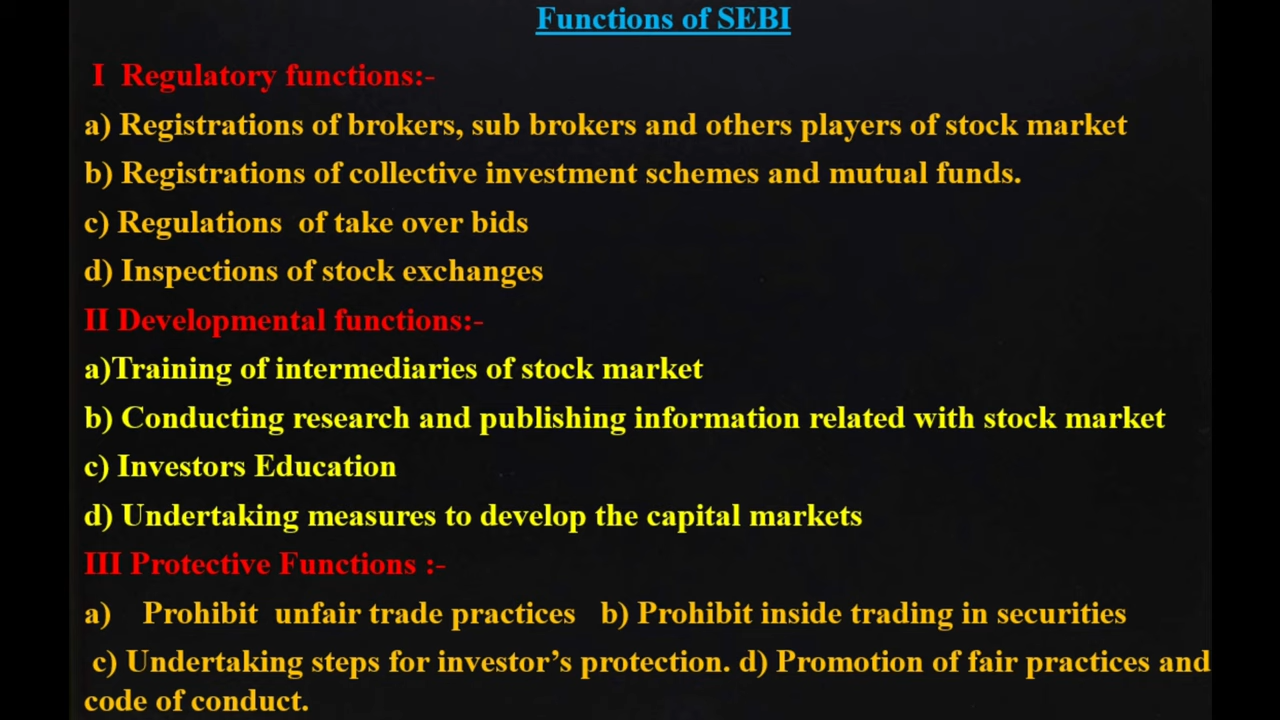 Functions of SEBI
I Regulatory functions:-
a) Registrations of brokers, sub brokers and others players of stock market
b) Registrations of collective investment schemes and mutual funds.
c) Regulations of take over bids
d) Inspections of stock exchanges
II Developmental functions:-
a)Training of intermediaries of stock market
b) Conducting research and publishing information related with stock market
c) Investors Education
d) Undertaking measures to develop the capital markets
III Protective Functions :-
a) Prohibit unfair trade practices b) Prohibit inside trading in securities
c) Undertaking steps for investor’s protection. d) Promotion of fair practices and
code of conduct.